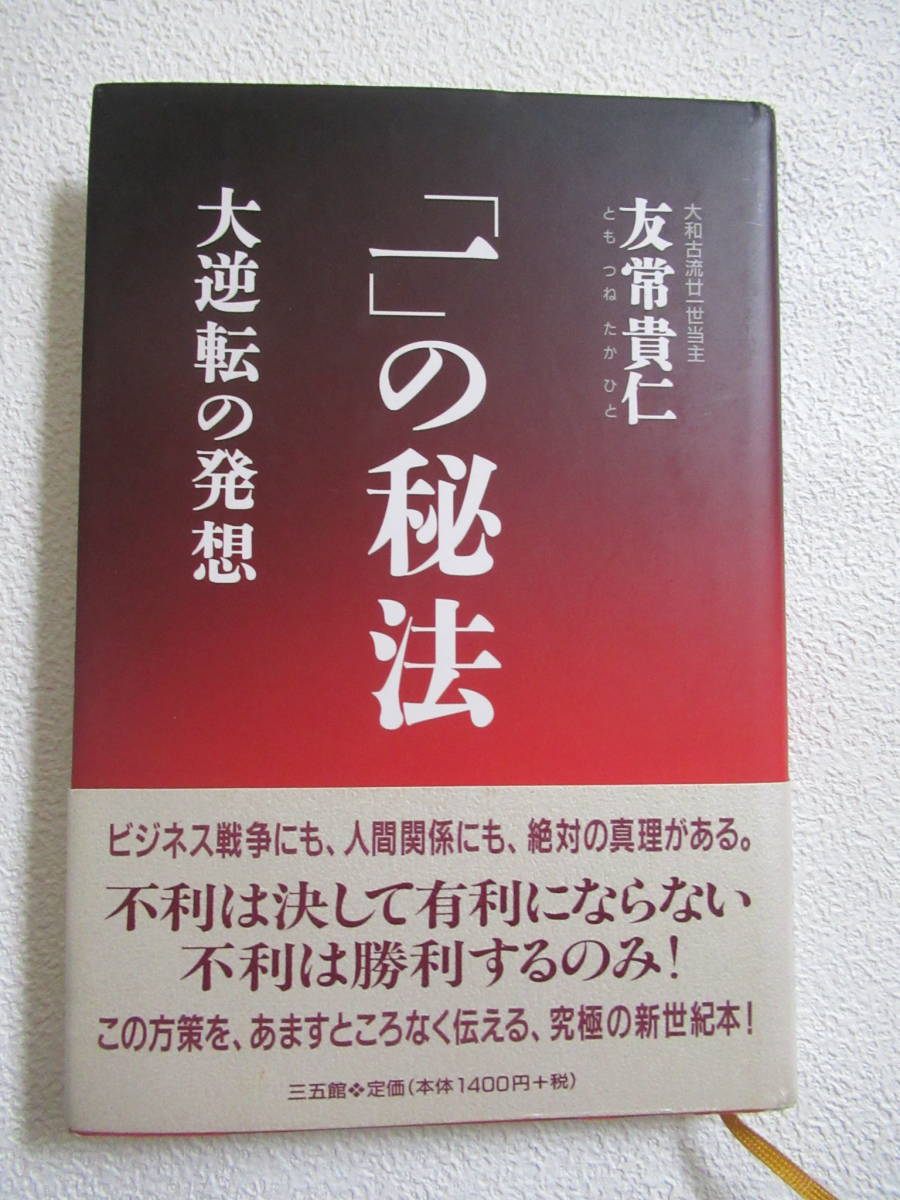 大和古流廿一世当主
友常貴仁
とも つね たか ひと
「一」の秘法
大逆転の発想
ビジネス戦争にも、人間関係にも、絶対の真理がある。
不利は決して有利にならない
不利は勝利するのみ!
この方策を、あますところなく伝える、究極の新世紀本!
三五館❖定価(本体1400円+税)